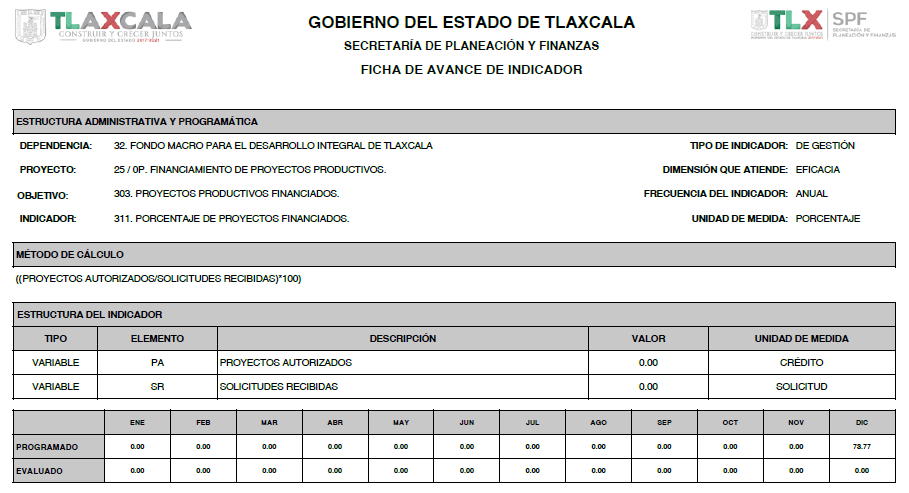 TLAXCALA
CONSTRUIR Y CRECER JUNTOS
GOBIERNO DEL ESTADO 2017-2021
GOBIERNO DEL ESTADO DE TLAXCALA
SECRETARÍA DE PLANEACIÓN Y FINANZAS
FICHA DE AVANCE DE INDICADOR
TLX
SPF
SECRETARÍA DE
PLANEACIÓN Y FINANZAS
ESTRUCTURA ADMINISTRATIVA Y PROGRAMÁTICA
DEPENDENCIA: 32. FONDO MACRO PARA EL DESARROLLO INTEGRAL DE TLAXCALA TIPO DE INDICADOR: DE GESTIÓN
PROYECTO: 25 / 0P. FINANCIAMIENTO DE PROYECTOS PRODUCTIVOS. DIMENSIÓN QUE ATIENDE: EFICACIA
OBJETIVO: 303. PROYECTOS PRODUCTIVOS FINANCIADOS. FRECUENCIA DEL INDICADOR: ANUAL
INDICADOR: 311. PORCENTAJE DE PROYECTOS FINANCIADOS. UNIDAD DE MEDIDA: PORCENTAJE
MÉTODO DE CÁLCULO
((PROYECTOS AUTORIZADOS/SOLICITUDES RECIBIDAS)*100)
ESTRUCTURA DEL INDICADOR
TIPO ELEMENTO DESCRIPCIÓN VALOR UNIDAD DE MEDIDA
VARIABLE PA PROYECTOS AUTORIZADOS 0.00 CRÉDITO
VARIABLE SR SOLICITUDES RECIBIDAS 0.00 SOLICITUD
ENE FEB MAR ABR MAY JUN JUL AGO SEP OCT NOV DIC
PROGRAMADO 0.00 0.00 0.00 0.00 0.00 0.00 0.00 0.00 0.00 0.00 0.00 78.77
EVALUADO 0.00 0.00 0.00 0.00 0.00 0.00 0.00 0.00 0.00 0.00 0.00 0.00